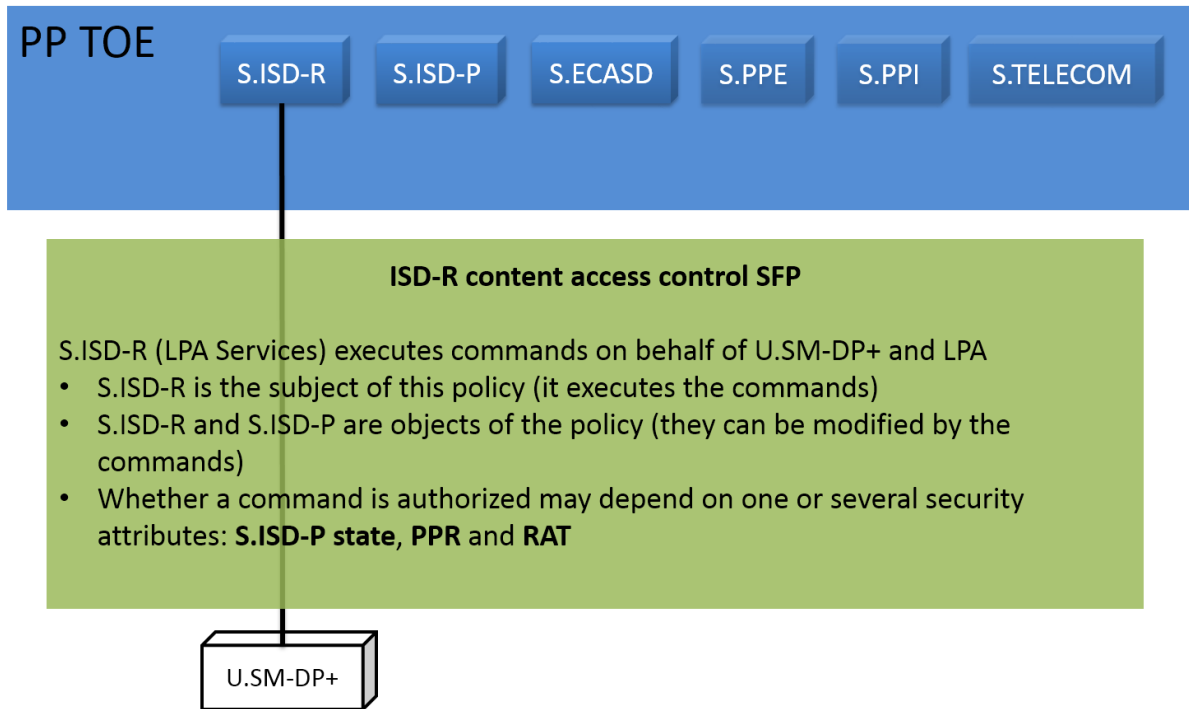 PP TOE
S.ISD-R
S.ISD-P
S.ECASD
S.PPE
S.PPI
S.TELECOM
ISD-R content access control SFP
S.ISD-R (LPA Services) executes commands on behalf of U.SM-DP+ and LPA
• S.ISD-R is the subject of this policy (it executes the commands)
• S.ISD-R and S.ISD-P are objects of the policy (they can be modified by the
commands)
• Whether a command is authorized may depend on one or several security
attributes: S.ISD-P state, PPR and RAT
U.SM-DP+